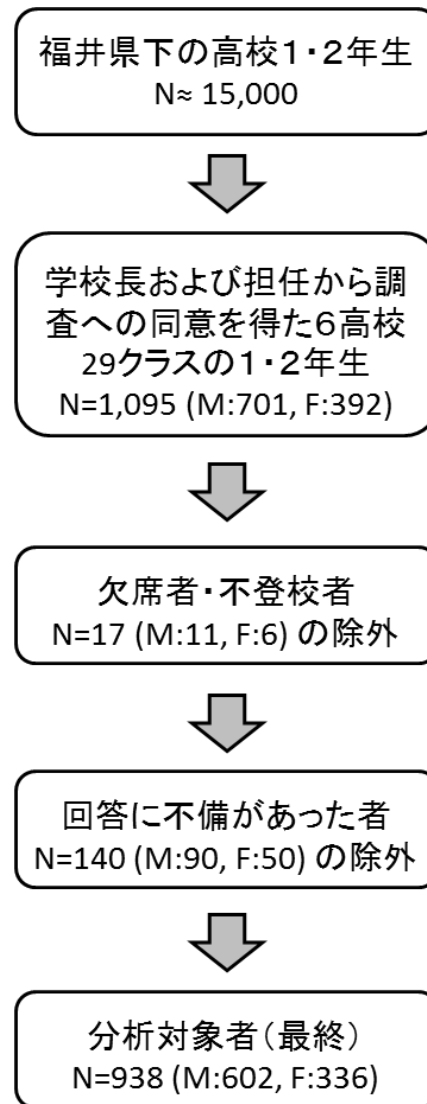 福井県下の高校1・2年生
N≈ 15,000
学校長および担任から調
査への同意を得た6高校
29クラスの1・2年生
N=1,095 (M:701, F:392)
欠席者・不登校者
N=17 (M:11, F:6) の除外
回答に不備があった者
N=140 (M:90, F:50) の除外
分析対象者（最終）
N=938 (M:602, F:336)